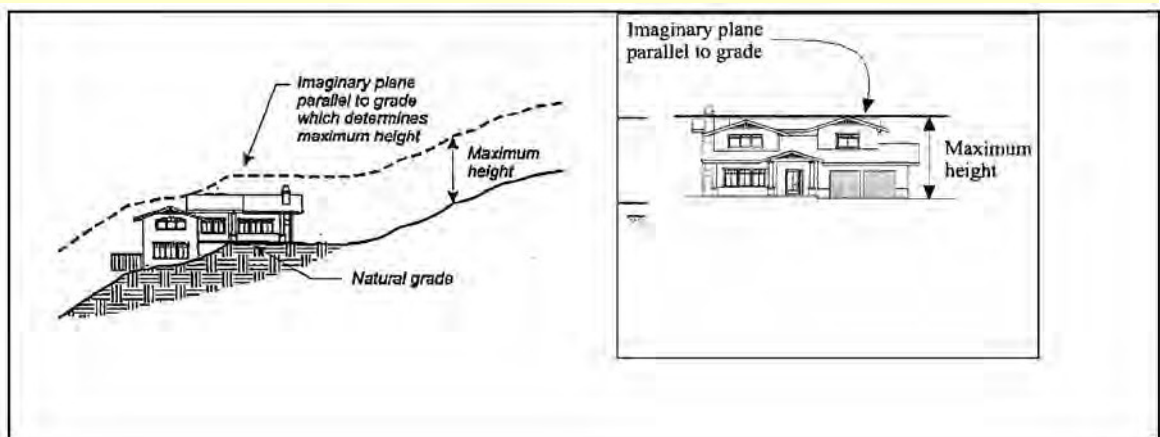 Imaginary plane
parallel to grade
which determines
maximum height
Maximum
height
Natural grade
Imaginary plane
parallel to grade
Maximum
height